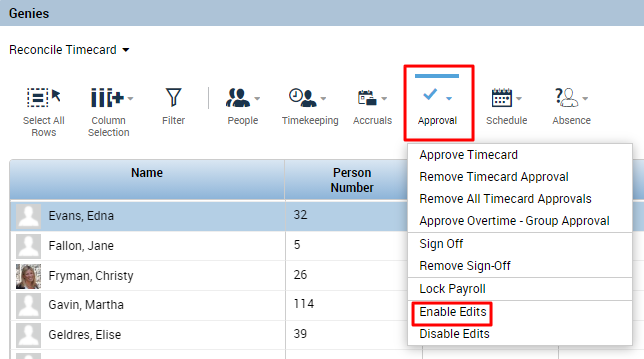 Genies
Reconcile Timecard
Select All
Rows
Column
Selection
Filter
People
Timekeeping
Accruals
Approval
Schedule
Absence
Name
Person
Number
Approve Timecard
Remove Timecard Approval
Remove All Timecard Approvals
Approve Overtime - Group Approval
Sign Off
Remove Sign-Off
Lock Payroll
Enable Edits
Disable Edits
Evans, Edna 32
Fallon, Jane 5
Fryman, Christy 26
Gavin, Martha 114
Geldres, Elise 39